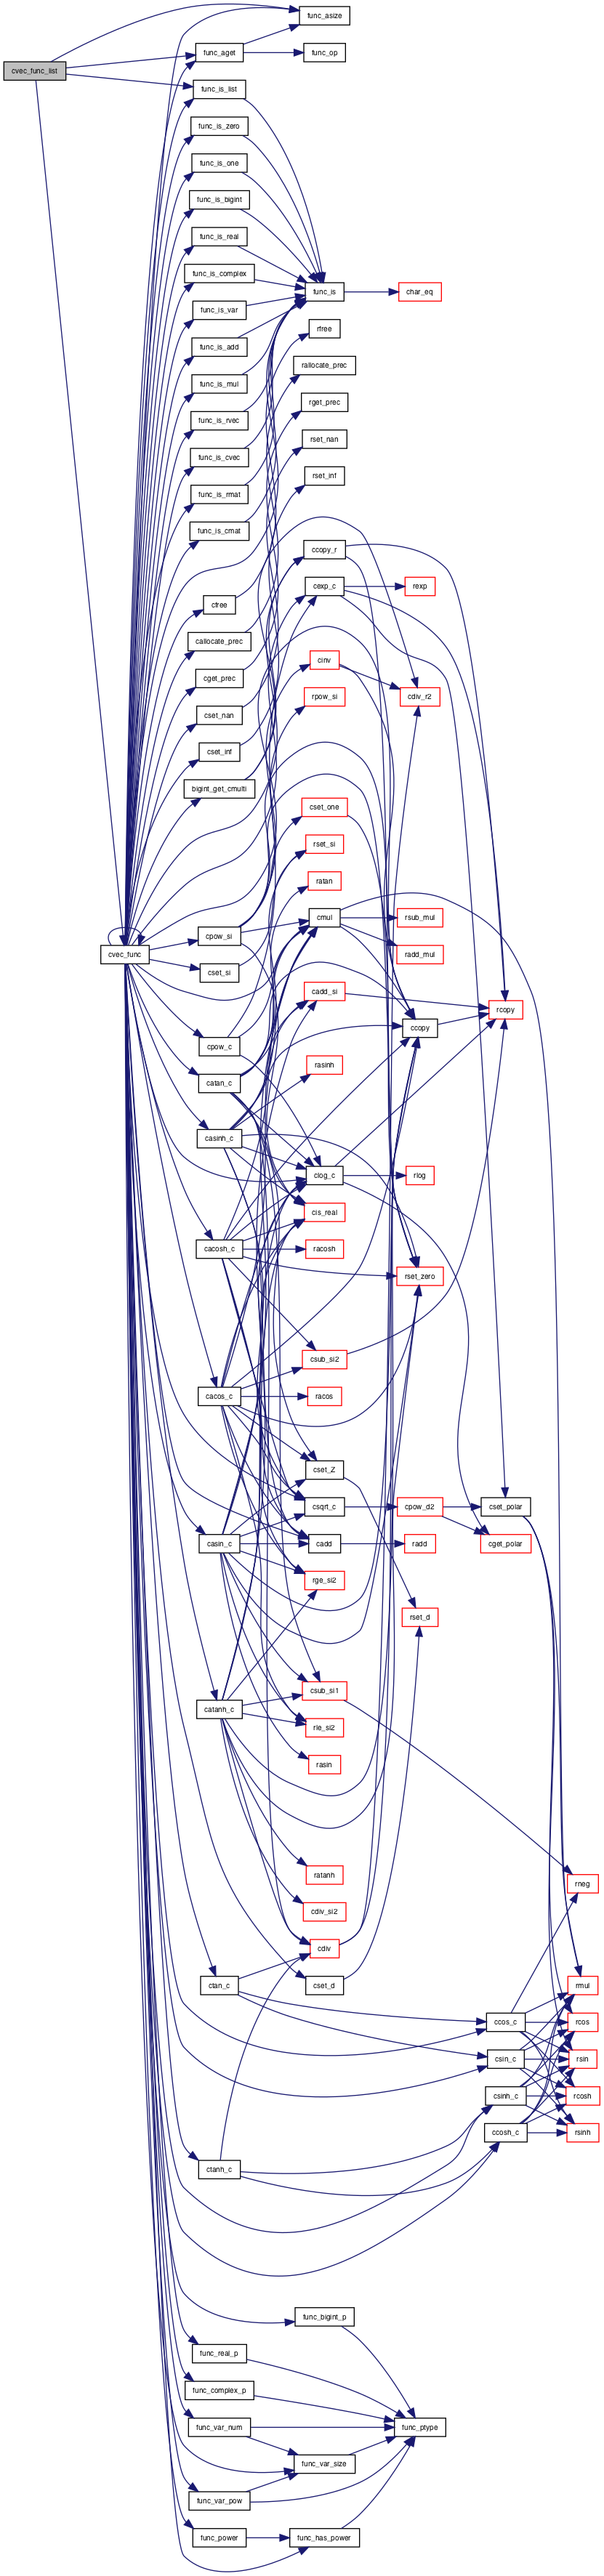 func_asize
func_aget
func_op
cvec_func_list
func_is_list
func_is_zero
func_is_one
func_is_bigint
func_is_real
func_is_complex
func_is
char_eq
func_is_var
rfree
func_is_add
rallocate_prec
func_is_mul
rget_prec
func_is_rvec
rset_nan
func_is_cvec
rset_inf
func_is_rmat
func_is_cmat
ccopy_r
cexp_c
rexp
cfree
callocate_prec
cinv
cget_prec
rpow_si
cdiv_r2
cset_nan
cset_inf
bigint_get_cmulti
cset_one
rset_si
ratan
cmul
rsub_mul
cpow_si
cvec_func
radd_mul
cset_si
cadd_si
rcopy
ccopy
cpow_c
rasinh
catan_c
casinh_c
clog_c
rlog
cis_real
cacosh_c
racosh
rset_zero
csub_si2
cacos_c
racos
cset_Z
csqrt_c
cpow_d2
cset_polar
casin_c
cadd
radd
cget_polar
rge_si2
rset_d
csub_si1
catanh_c
rle_si2
rasin
ratanh
rneg
cdiv_si2
cdiv
ctan_c
cset_d
rmul
ccos_c
rcos
csin_c
rsin
csinh_c
rcosh
ccosh_c
rsinh
ctanh_c
func_bigint_p
func_real_p
func_complex_p
func_var_num
func_ptype
func_var_size
func_var_pow
func_power
func_has_power